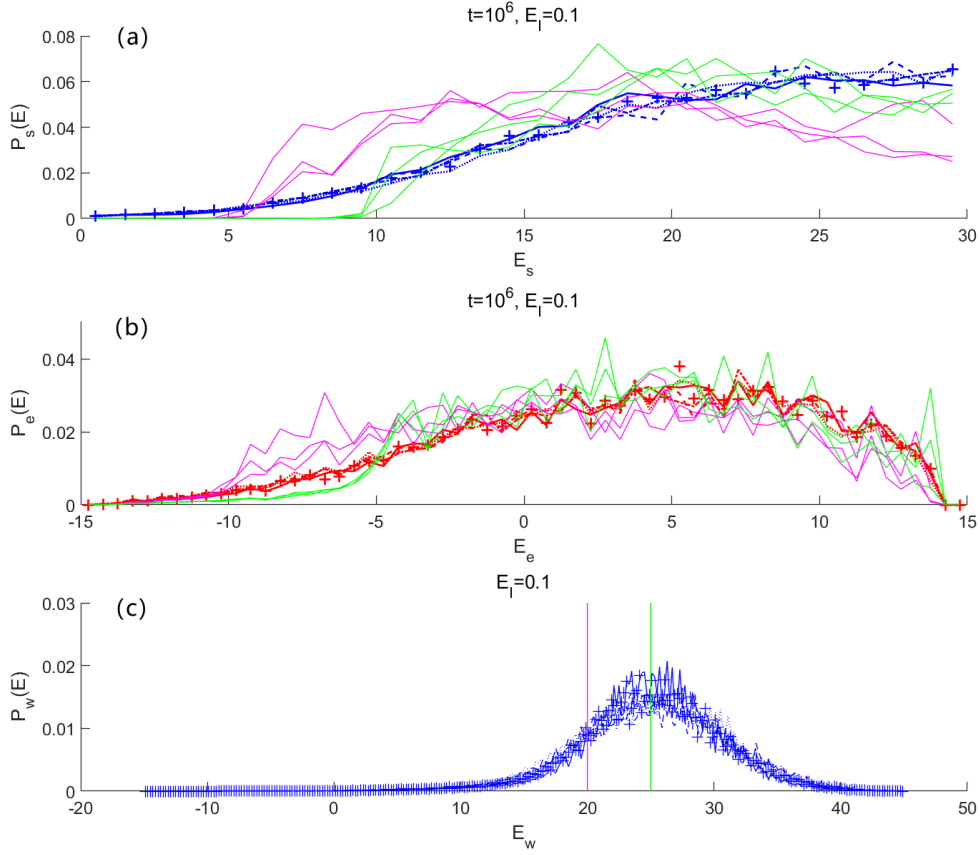 t=10^6, E_I=0.1
(a)
0.08
0.06
0.04
0.02
0
P_s(E)
0 5 10 15 20 25 30
E_s
t=10^6, E_I=0.1
(b)
0.04
0.02
0
P_e(E)
-15 -10 -5 0 5 10 15
E_e
E_I=0.1
(c)
0.03
0.02
0.01
0
P_w(E)
-20 -10 0 10 20 30 40 50
E_w